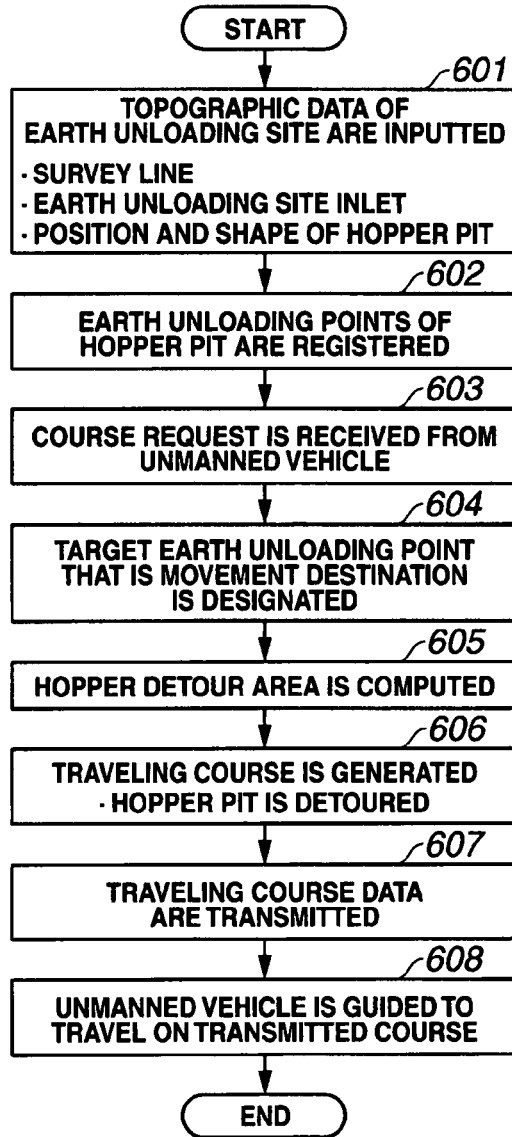 START
601
TOPOGRAPHIC DATA OF
EARTH UNLOADING SITE ARE INPUTTED
· SURVEY LINE
· EARTH UNLOADING SITE INLET
· POSITION AND SHAPE OF HOPPER PIT
602
EARTH UNLOADING POINTS OF
HOPPER PIT ARE REGISTERED
603
COURSE REQUEST IS RECEIVED FROM
UNMANNED VEHICLE
604
TARGET EARTH UNLOADING POINT
THAT IS MOVEMENT DESTINATION
IS DESIGNATED
605
HOPPER DETOUR AREA IS COMPUTED
606
TRAVELING COURSE IS GENERATED
· HOPPER PIT IS DETOURED
607
TRAVELING COURSE DATA
ARE TRANSMITTED
608
UNMANNED VEHICLE IS GUIDED TO
TRAVEL ON TRANSMITTED COURSE
END